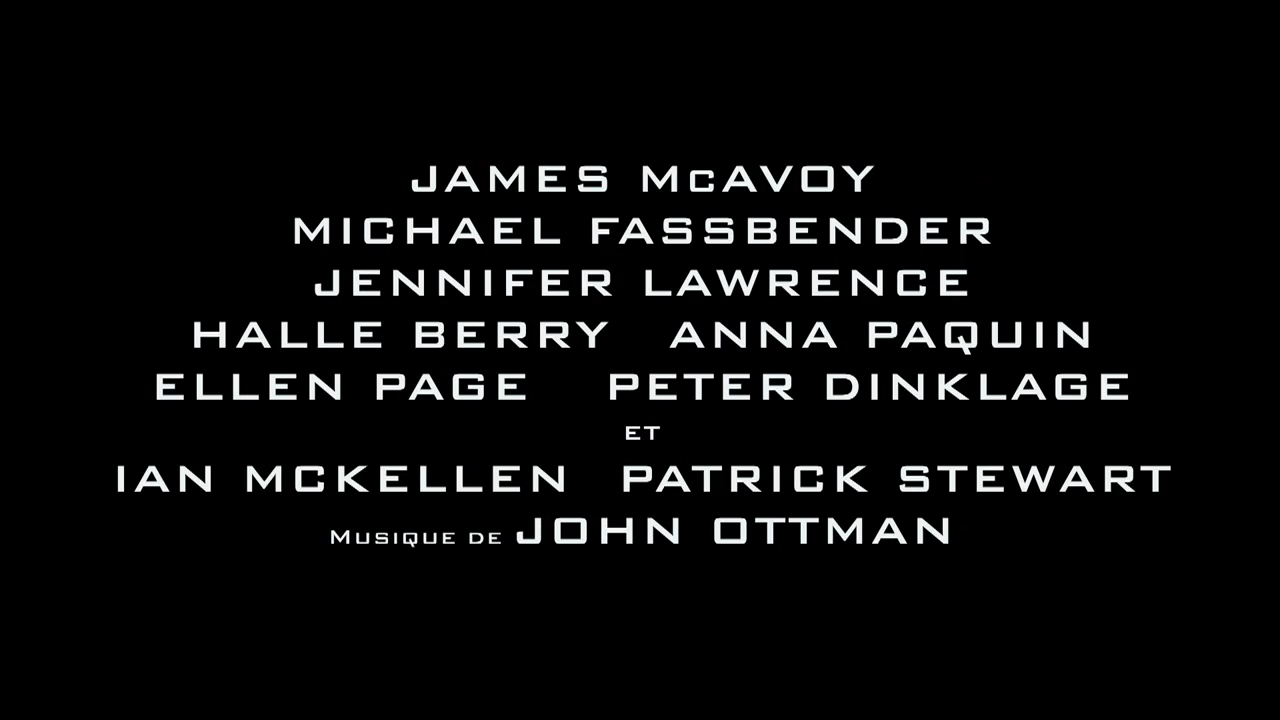 JAMES McAVOY
MICHAEL FASSBENDER
JENNIFER LAWRENCE
HALLE BERRY ANNA PAQUIN
ELLEN PAGE PETER DINKLAGE
ET
IAN MCKELLEN PATRICK STEWART
MUSIQUE DE JOHN OTTMAN